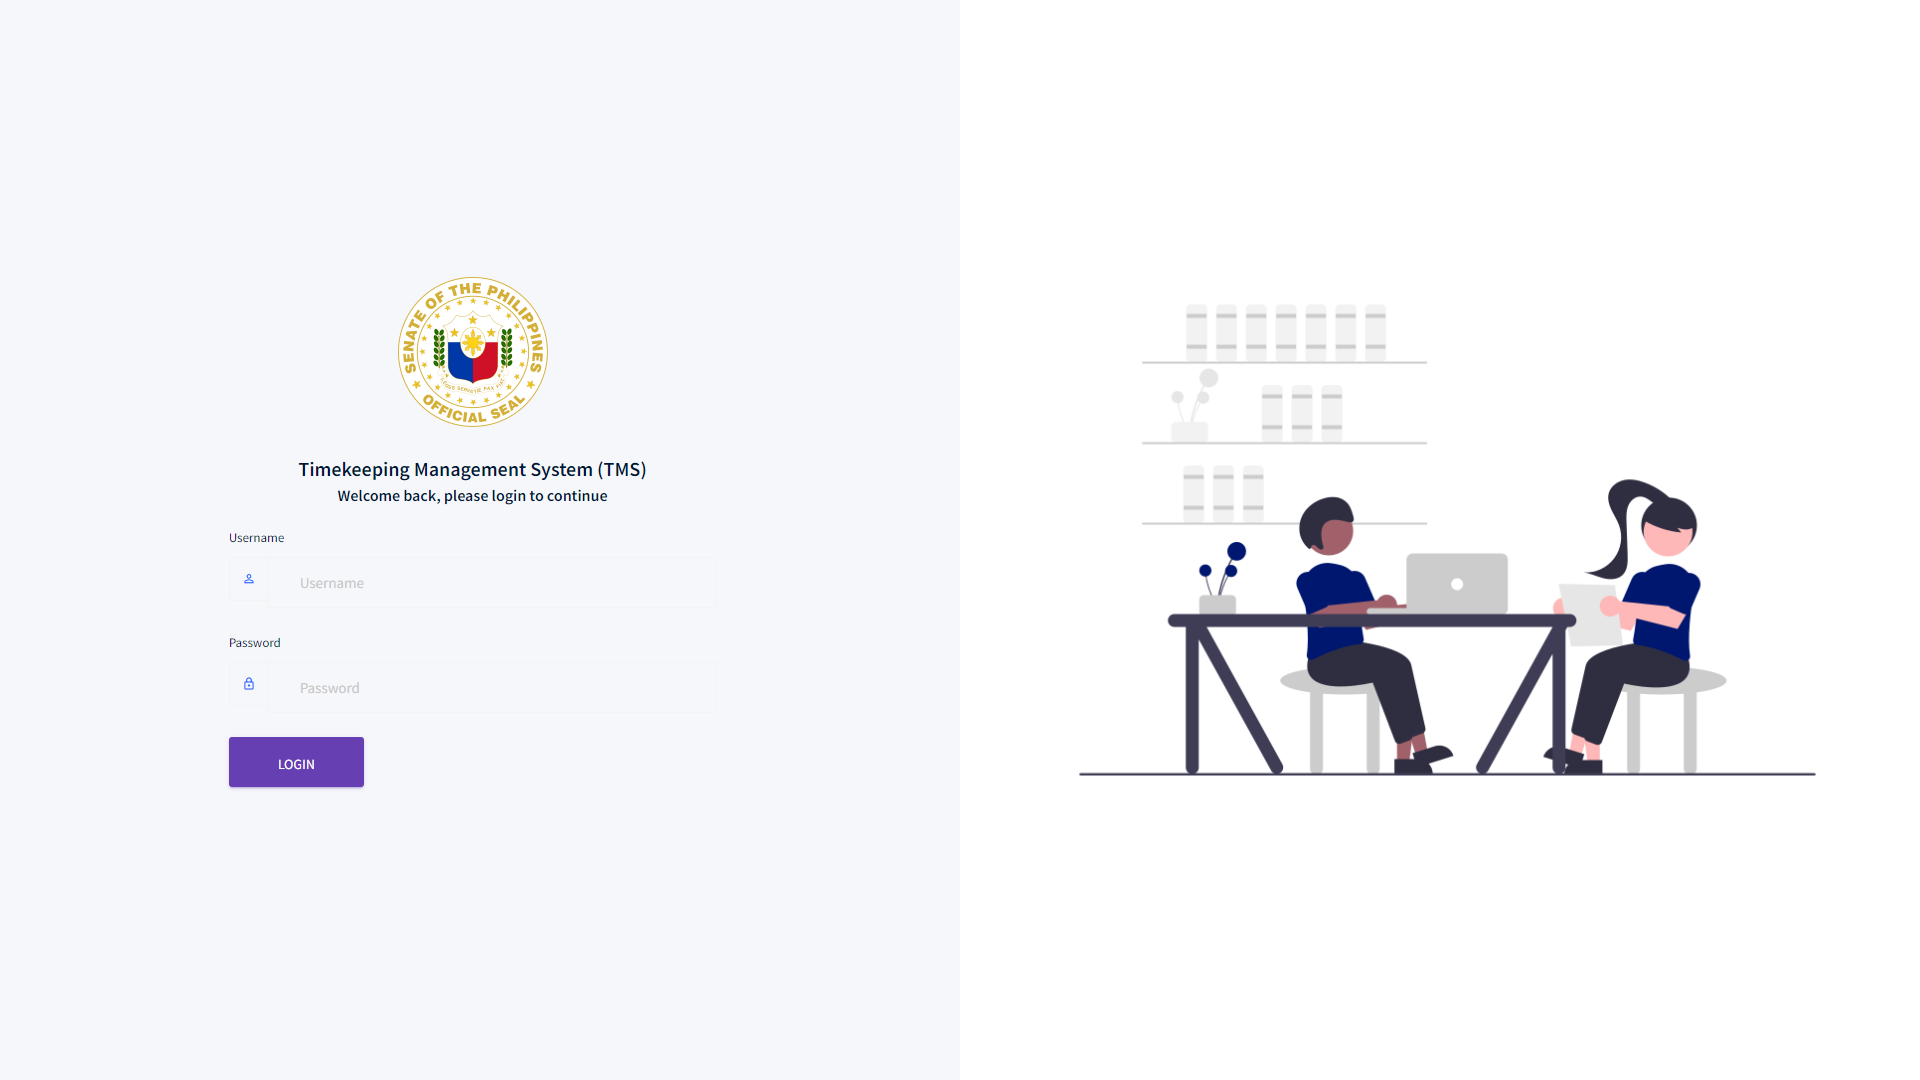 SENATE OF THE PHILIPPINES
OFFICIAL SEAL
Timekeeping Management System (TMS)
Welcome back, please login to continue
Username
Username
Password
Password
LOGIN